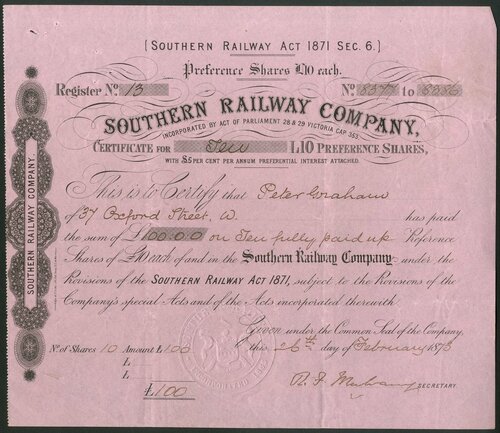 (SOUTHERN RAILWAY ACT 1871 SEC. 6.)
Preference Shares £10 each.
Register No. 13 No. 8377 to 8386
SOUTHERN RAILWAY COMPANY,
INCORPORATED BY ACT OF PARLIAMENT 28 & 29 VICTORIA CAP. 363.
CERTIFICATE FOR Ten £10 PREFERENCE SHARES,
WITH £5 PER CENT PER ANNUM PREFERENTIAL INTEREST ATTACHED.
This is to Certify that Peter Graham
of 37 Oxford Street, W. has paid
the sum of £100:0:0 on Ten fully paid up Preference
Shares of £10 each of and in the Southern Railway Company under the
Provisions of the SOUTHERN RAILWAY ACT 1871, subject to the Provisions of the
Company's special Acts and of the Acts incorporated therewith
Given under the Common Seal of the Company,
this 26th day of February 1873
No. of Shares 10 Amount £100
£
£
£100
SECRETARY.
SOUTHERN RAILWAY COMPANY.